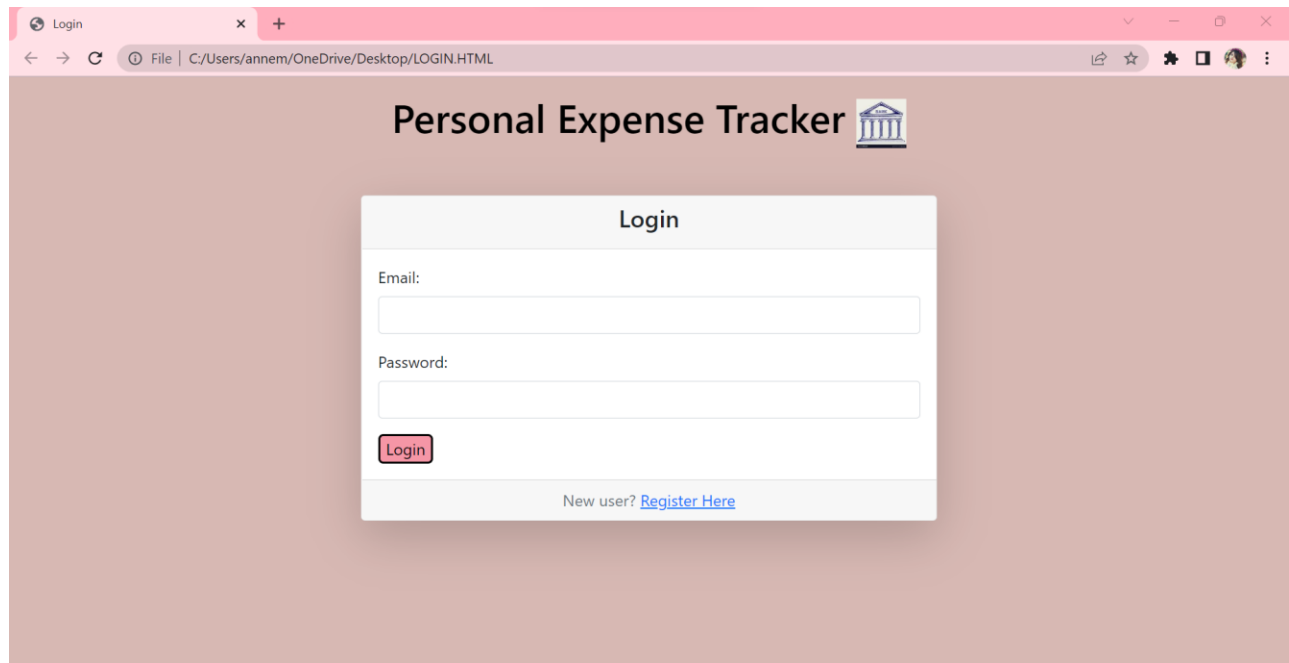 Login
File | C:/Users/annem/OneDrive/Desktop/LOGIN.HTML
Personal Expense Tracker
Login
Email:
Password:
Login
New user? Register Here